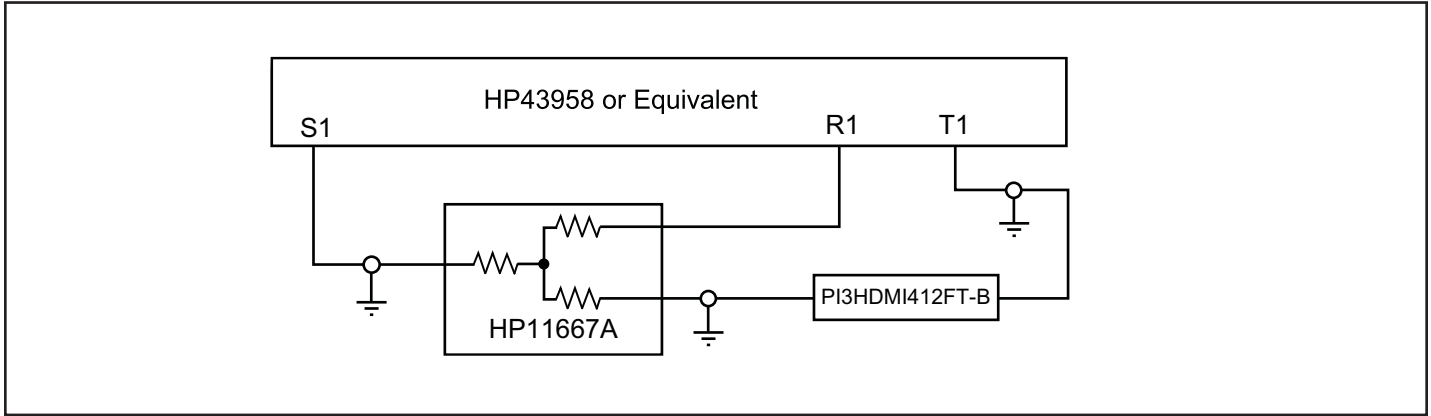 HP43958 or Equivalent
S1
R1
T1
HP11667A
PI3HDMI412FT-B